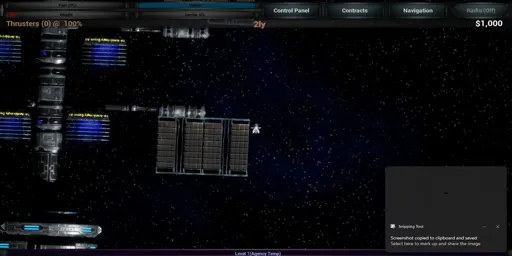 Control Panel
Contracts
Navigation
Radio (Off)
Thrusters (0) @ 100%
2ly
$1,000
Snipping Tool
Screenshot copied to clipboard and saved
Select here to mark up and share the image
Level 1(Agency Temp)